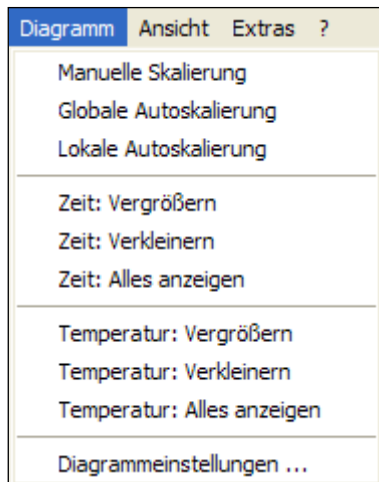 Diagramm Ansicht Extras ?
Manuelle Skalierung
Globale Autoskalierung
Lokale Autoskalierung
Zeit: Vergrößern
Zeit: Verkleinern
Zeit: Alles anzeigen
Temperatur: Vergrößern
Temperatur: Verkleinern
Temperatur: Alles anzeigen
Diagrammeinstellungen ...